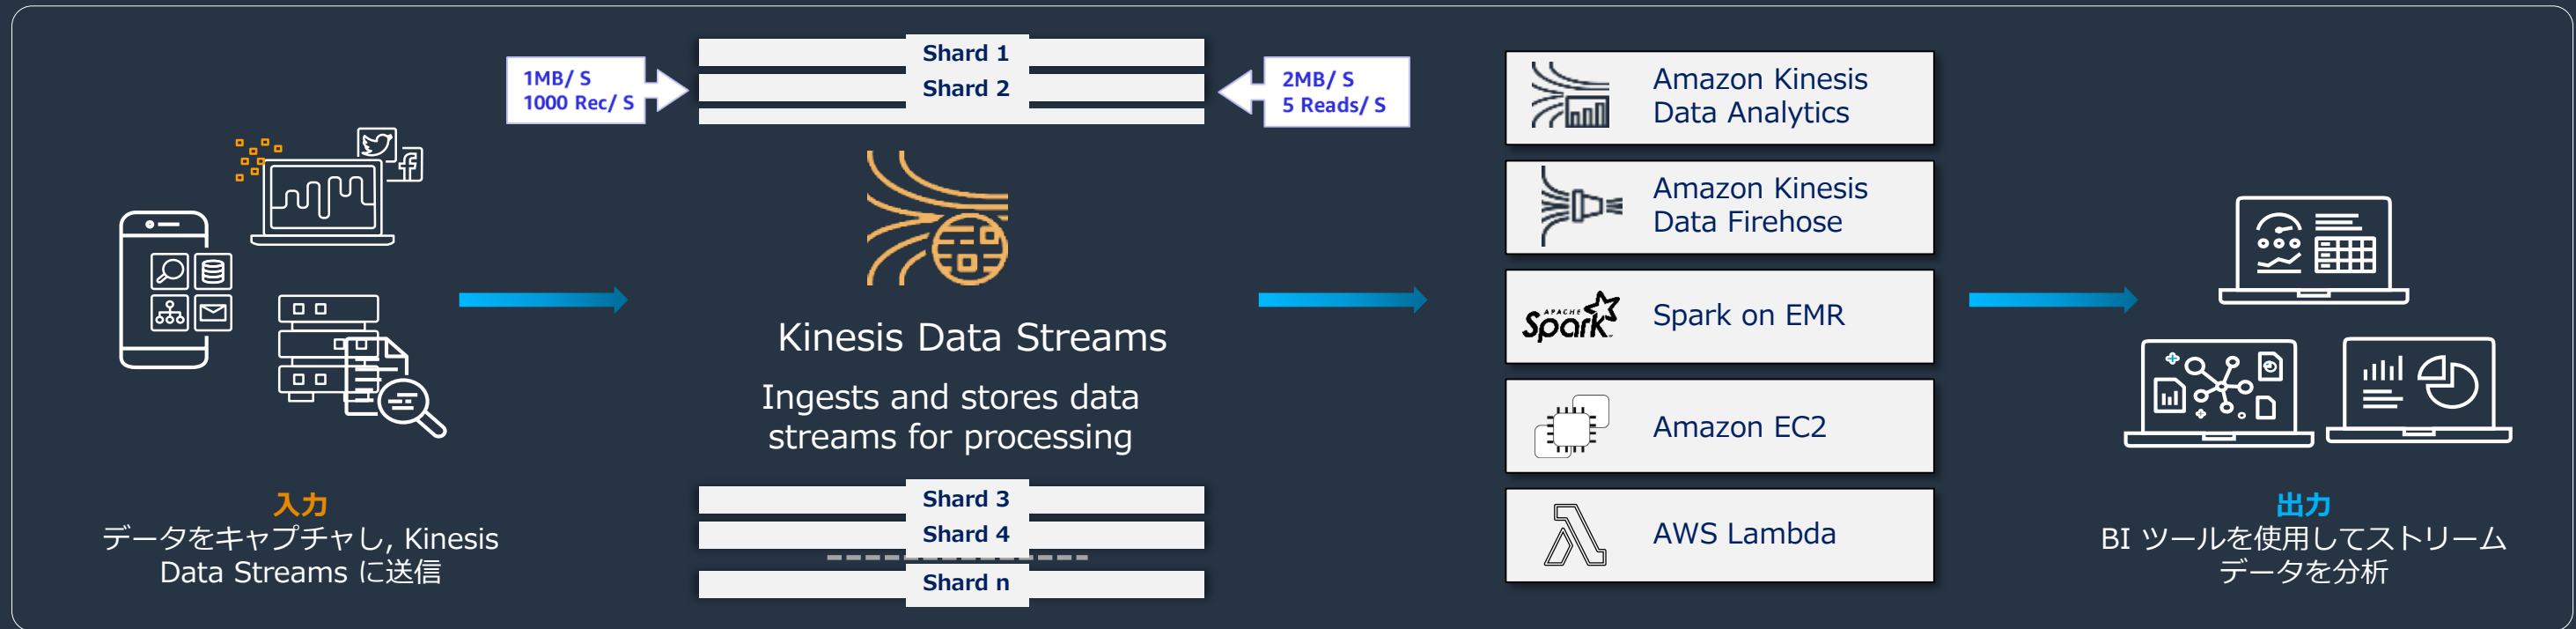 Shard 1
Shard 2
1MB/ S
1000 Rec/ S
2MB/ S
5 Reads/ S
Kinesis Data Streams
Ingests and stores data
streams for processing
Shard 3
Shard 4
Shard n
入力
データをキャプチャし, Kinesis
Data Streams に送信
Amazon Kinesis
Data Analytics
Amazon Kinesis
Data Firehose
APACHE
Spark
Spark on EMR
Amazon EC2
AWS Lambda
出力
BI ツールを使用してストリーム
データを分析